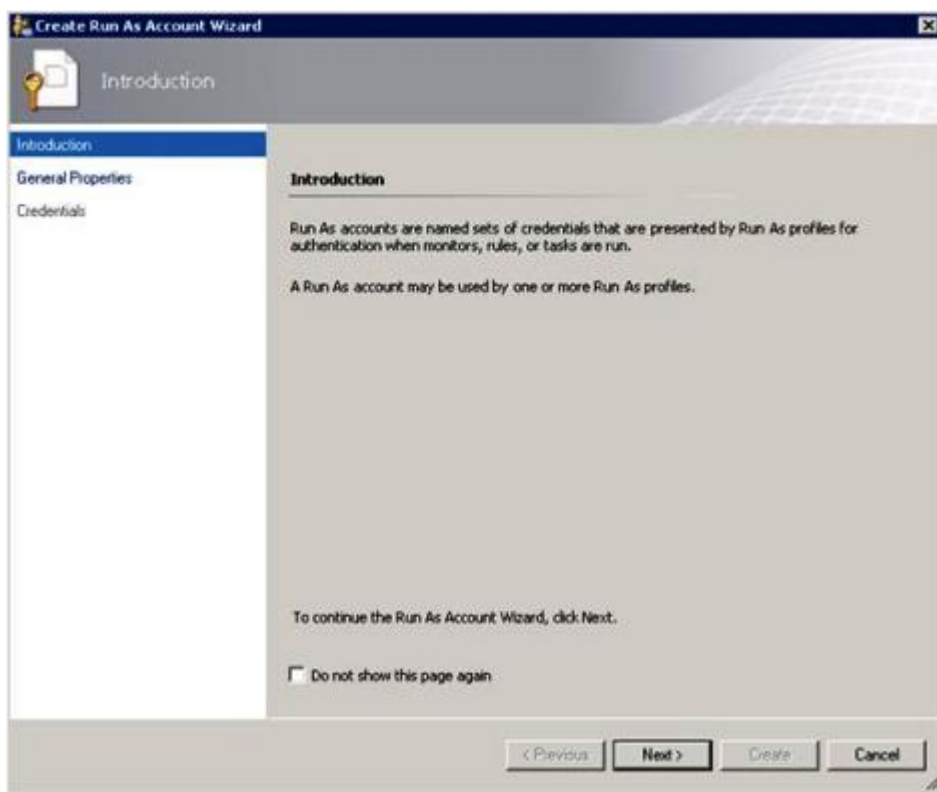 Create Run As Account Wizard
Introduction
Introduction
General Properties
Credentials
Introduction
Run As accounts are named sets of credentials that are presented by Run As profiles for
authentication when monitors, rules, or tasks are run.
A Run As account may be used by one or more Run As profiles.
To continue the Run As Account Wizard, click Next.
Do not show this page again
< Previous
Next >
Create
Cancel